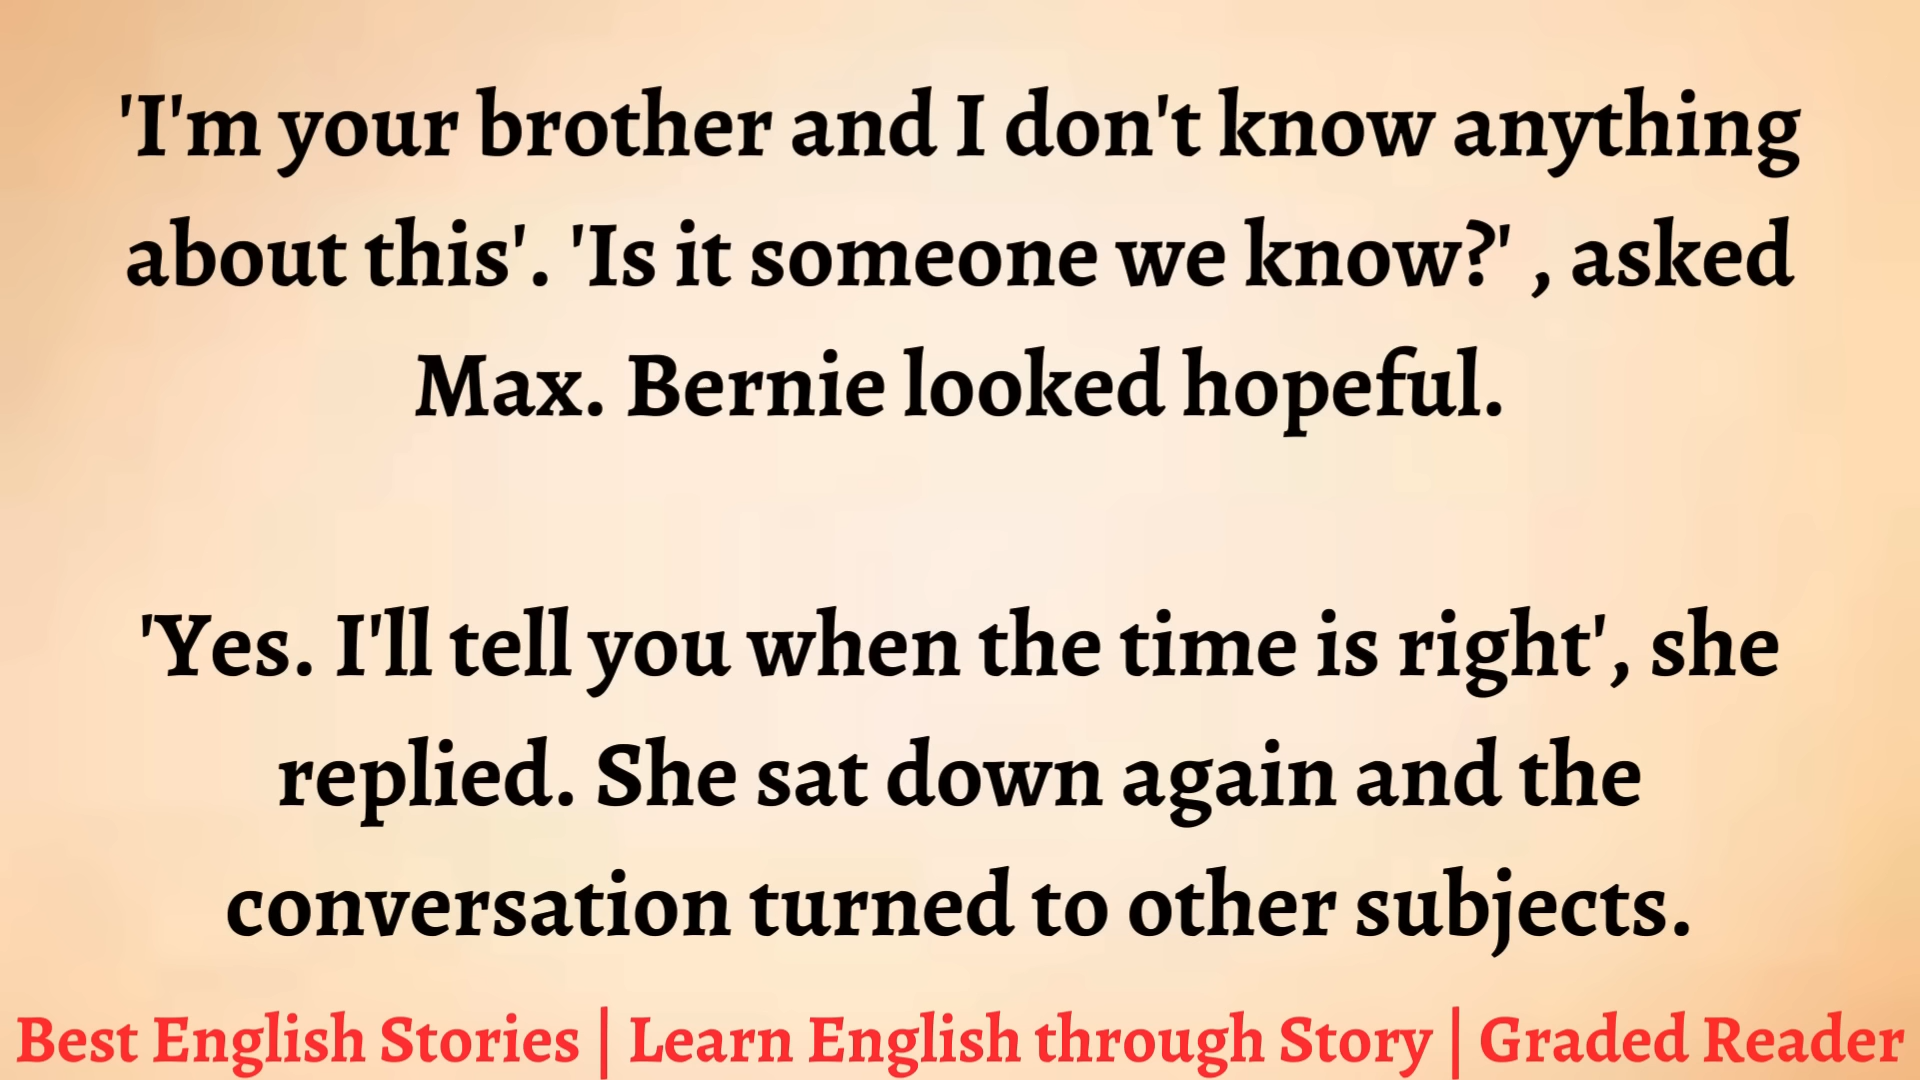 'I'm your brother and I don't know anything
about this'. 'Is it someone we know?' , asked
Max. Bernie looked hopeful.
'Yes. I'll tell you when the time is right', she
replied. She sat down again and the
conversation turned to other subjects.
Best English Stories | Learn English through Story | Graded Reader